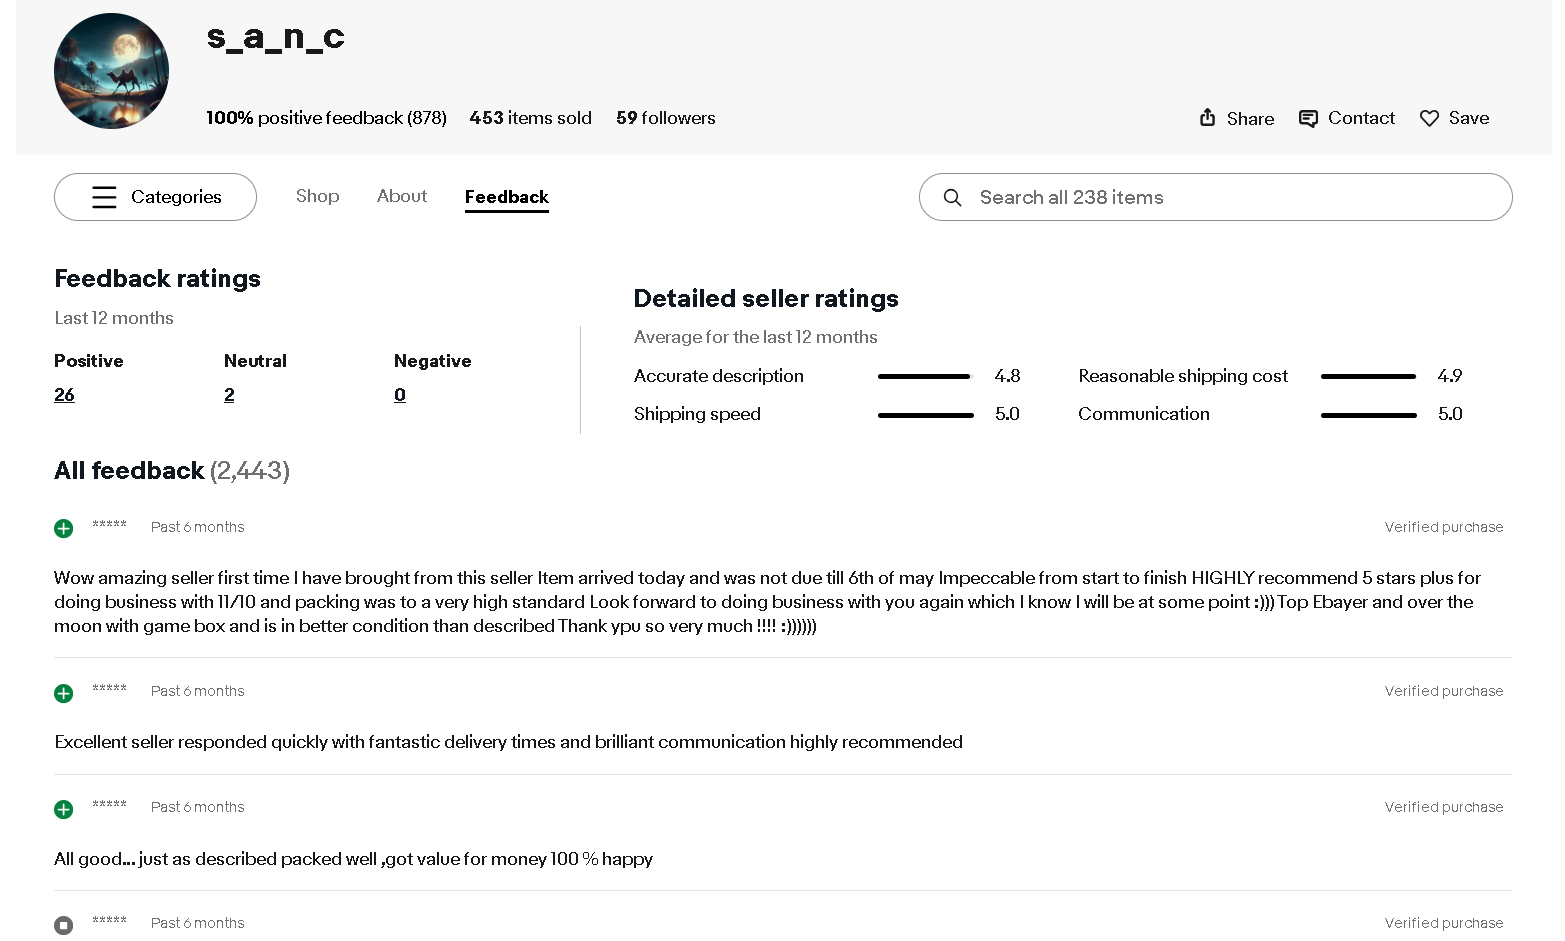 s_a_n_c
100% positive feedback (878) 453 items sold 59 followers
Share Contact Save
Categories Shop About Feedback Search all 238 items
Feedback ratings
Last 12 months
Positive Neutral Negative
26 2 0
Detailed seller ratings
Average for the last 12 months
Accurate description 4.8 Reasonable shipping cost 4.9
Shipping speed 5.0 Communication 5.0
All feedback (2,443)
***** Past 6 months Verified purchase
Wow amazing seller first time I have brought from this seller Item arrived today and was not due till 6th of may Impeccable from start to finish HIGHLY recommend 5 stars plus for
doing business with 11/10 and packing was to a very high standard Look forward to doing business with you again which I know I will be at some point :))) Top Ebayer and over the
moon with game box and is in better condition than described Thank ypu so very much !!!! :))))))
***** Past 6 months Verified purchase
Excellent seller responded quickly with fantastic delivery times and brilliant communication highly recommended
***** Past 6 months Verified purchase
All good... just as described packed well ,got value for money 100 % happy
***** Past 6 months Verified purchase